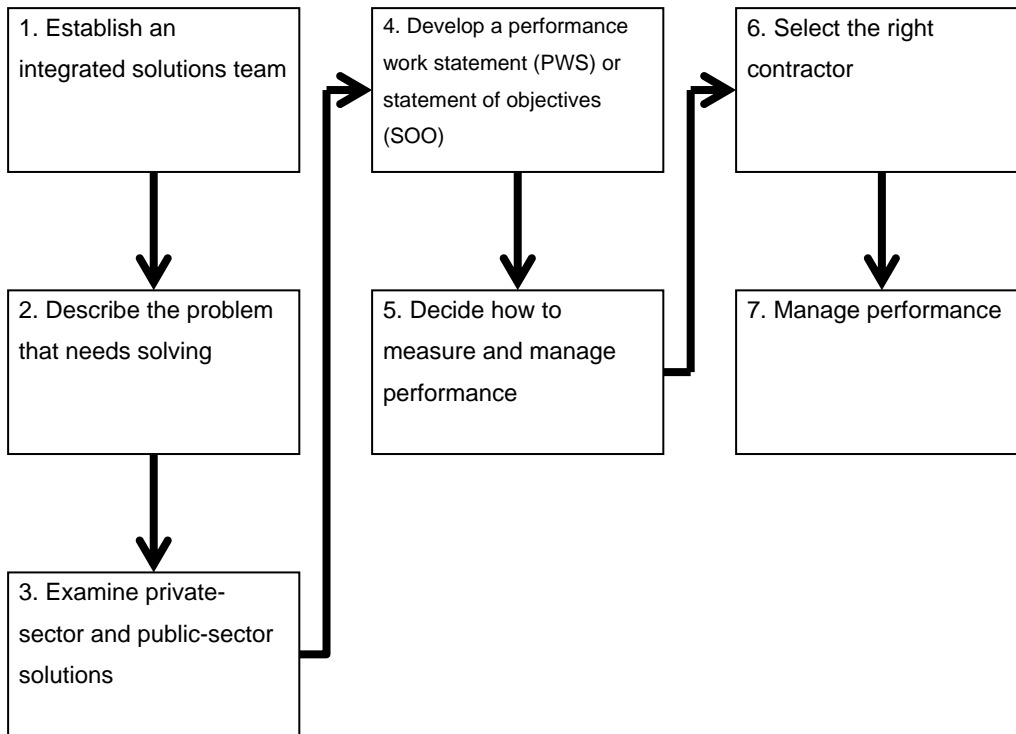 1. Establish an
integrated solutions team
2. Describe the problem
that needs solving
3. Examine private-
sector and public-sector
solutions
4. Develop a performance
work statement (PWS) or
statement of objectives
(SOO)
5. Decide how to
measure and manage
performance
6. Select the right
contractor
7. Manage performance